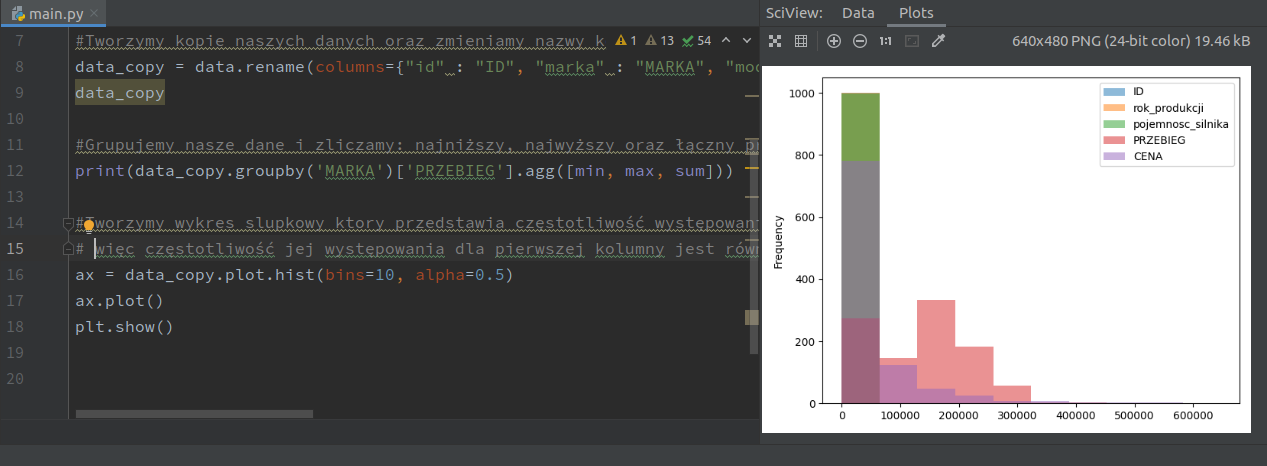 main.py
SciView: Data Plots
1 13 54
1:1 640x480 PNG (24-bit color) 19.46 kB
7 #Tworzymy kopie naszych danych oraz zmieniamy nazwy k
8 data_copy = data.rename(columns={"id" : "ID", "marka" : "MARKA", "mod
9 data_copy
10
11 #Grupujemy nasze dane i zliczamy: najniższy, najwyższy oraz łączny pr
12 print(data_copy.groupby('MARKA')['PRZEBIEG'].agg([min, max, sum]))
13
14 #Tworzymy wykres slupkowy ktory przedstawia częstotliwość występowani
15 # więc częstotliwość jej występowania dla pierwszej kolumny jest równ
16 ax = data_copy.plot.hist(bins=10, alpha=0.5)
17 ax.plot()
18 plt.show()
19
20
ID
rok_produkcji
pojemnosc_silnika
PRZEBIEG
CENA
Frequency
1000
800
600
400
200
0
0 100000 200000 300000 400000 500000 600000